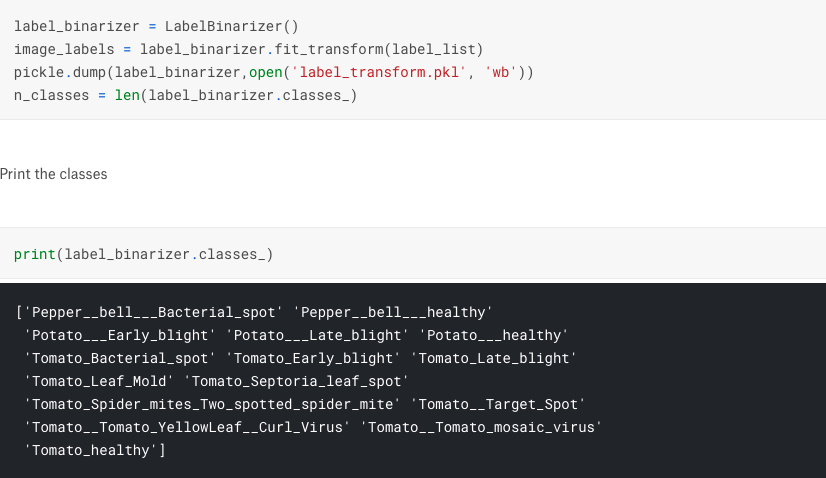 label_binarizer = LabelBinarizer()
image_labels = label_binarizer.fit_transform(label_list)
pickle.dump(label_binarizer,open('label_transform.pkl', 'wb'))
n_classes = len(label_binarizer.classes_)
Print the classes
print(label_binarizer.classes_)
['Pepper__bell___Bacterial_spot' 'Pepper__bell___healthy'
 'Potato___Early_blight' 'Potato___Late_blight' 'Potato___healthy'
 'Tomato_Bacterial_spot' 'Tomato_Early_blight' 'Tomato_Late_blight'
 'Tomato_Leaf_Mold' 'Tomato_Septoria_leaf_spot'
 'Tomato_Spider_mites_Two_spotted_spider_mite' 'Tomato__Target_Spot'
 'Tomato__Tomato_YellowLeaf__Curl_Virus' 'Tomato__Tomato_mosaic_virus'
 'Tomato_healthy']